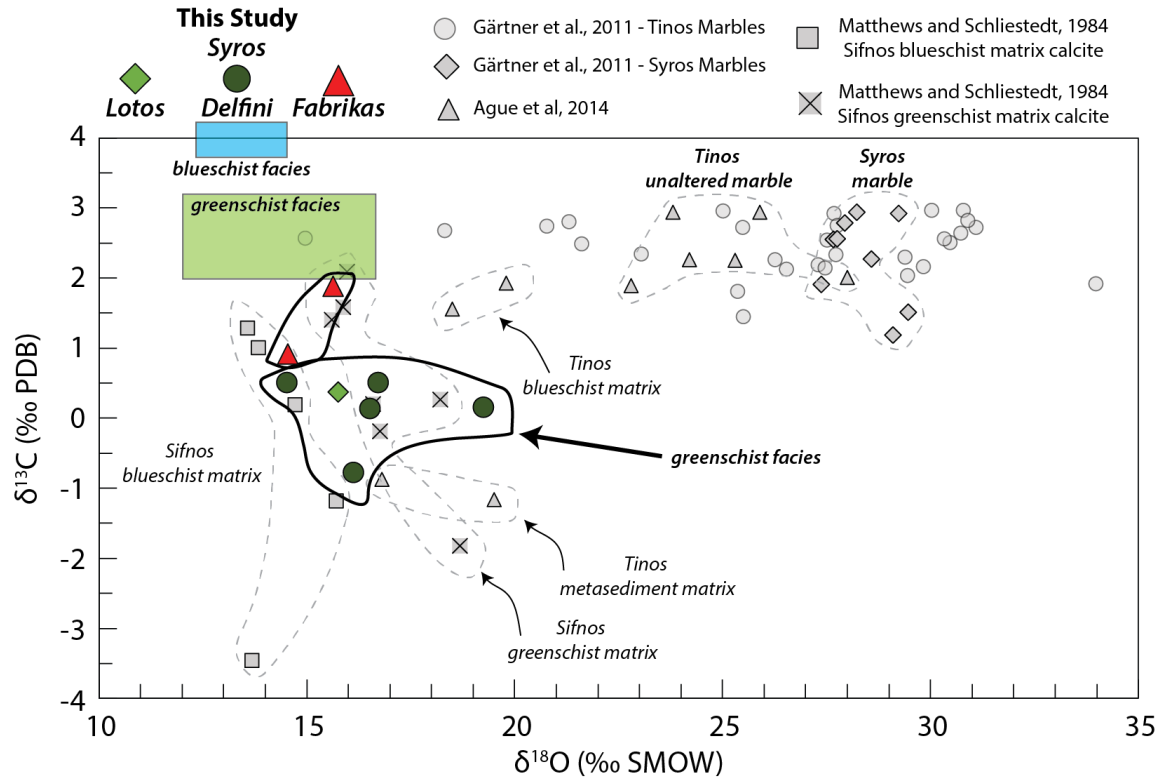 This Study
Syros
Lotos
Delfini
Fabrikas
Gärtner et al., 2011 - Tinos Marbles
Gärtner et al., 2011 - Syros Marbles
Ague et al, 2014
Matthews and Schliestedt, 1984
Sifnos blueschist matrix calcite
Matthews and Schliestedt, 1984
Sifnos greenschist matrix calcite
blueschist facies
greenschist facies
Tinos
unaltered marble
Syros
marble
Tinos
blueschist matrix
Sifnos
blueschist matrix
greenschist facies
Tinos
metasediment matrix
Sifnos
greenschist matrix
δ13C (‰ PDB)
4
3
2
1
0
-1
-2
-3
-4
10
15
20
25
30
35
δ18O (‰ SMOW)